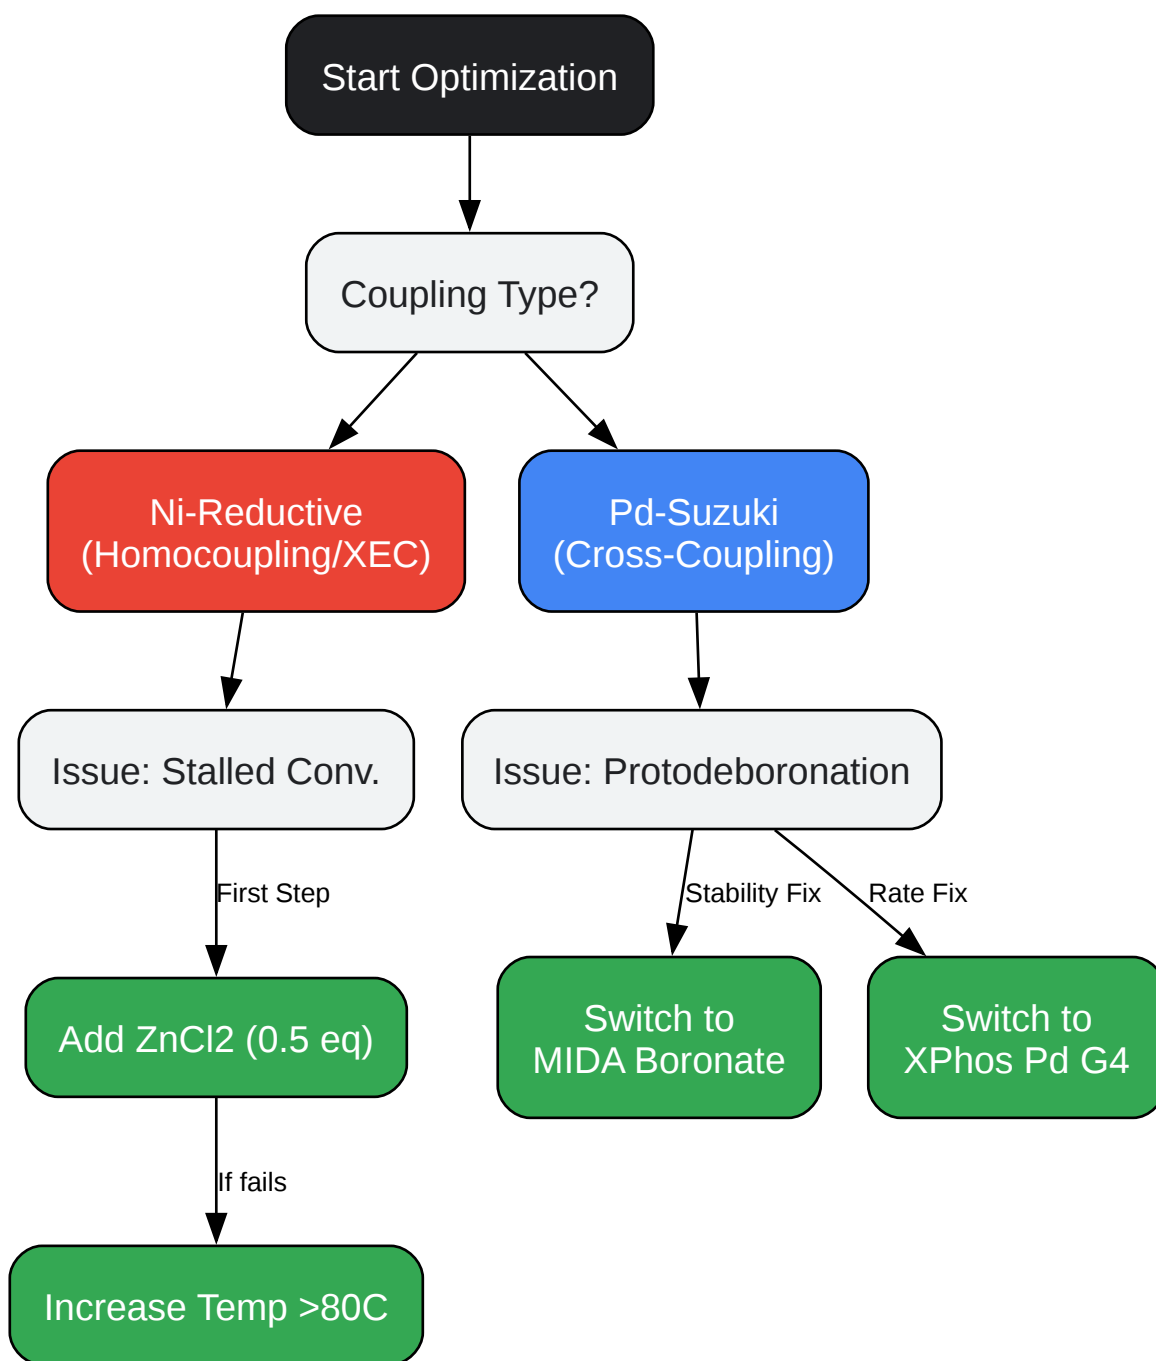 Start Optimization
Coupling Type?
Ni-Reductive
(Homocoupling/XEC)
Pd-Suzuki
(Cross-Coupling)
Issue: Stalled Conv.
Issue: Protodeboronation
First Step
Stability Fix
Rate Fix
Add ZnCl2 (0.5 eq)
Switch to
MIDA Boronate
Switch to
XPhos Pd G4
If fails
Increase Temp >80C